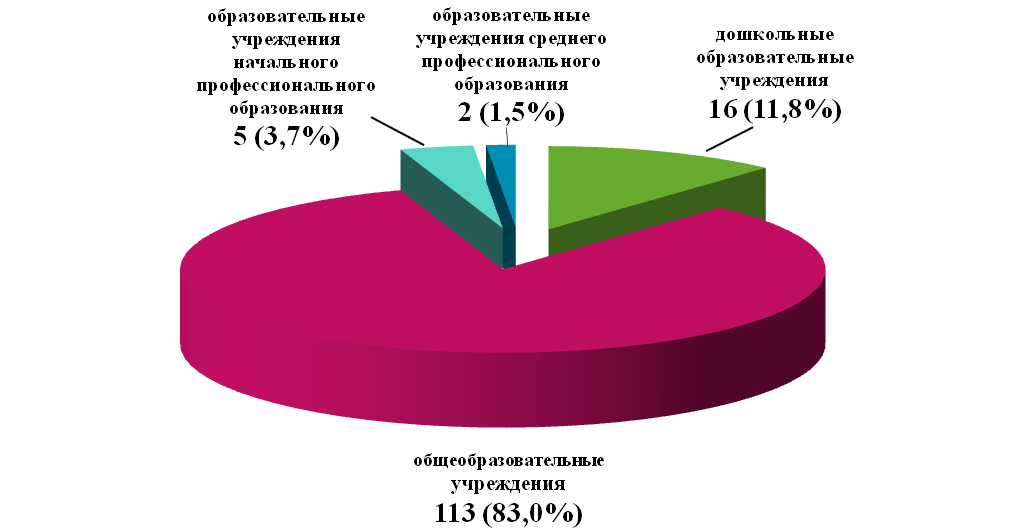 образовательные
учреждения
начального
профессионального
образования
5 (3,7%)
образовательные
учреждения среднего
профессионального
образования
2 (1,5%)
дошкольные
образовательные
учреждения
16 (11,8%)
общеобразовательные
учреждения
113 (83,0%)